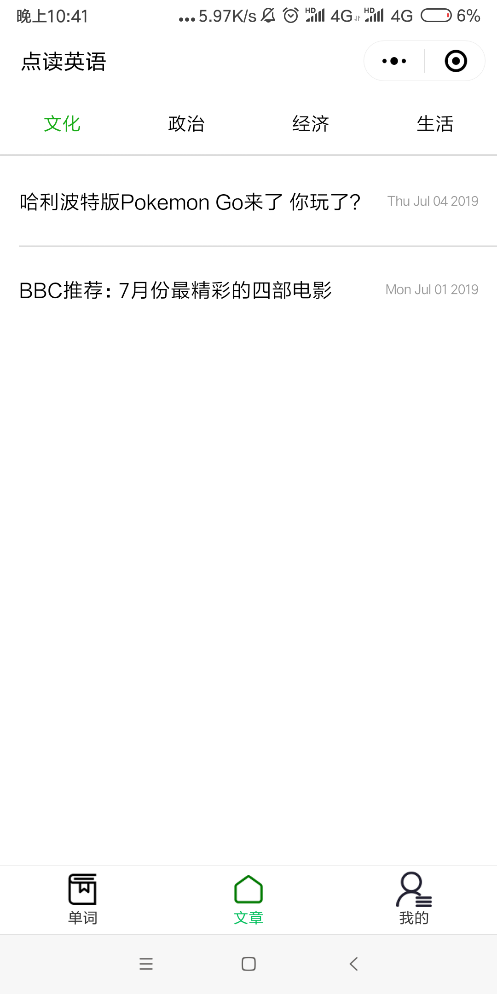 晚上10:41 ...5.97K/s HD 4G HD 4G 6%
点读英语
文化 政治 经济 生活
哈利波特版Pokemon Go来了 你玩了? Thu Jul 04 2019
BBC推荐：7月份最精彩的四部电影 Mon Jul 01 2019
单词 文章 我的